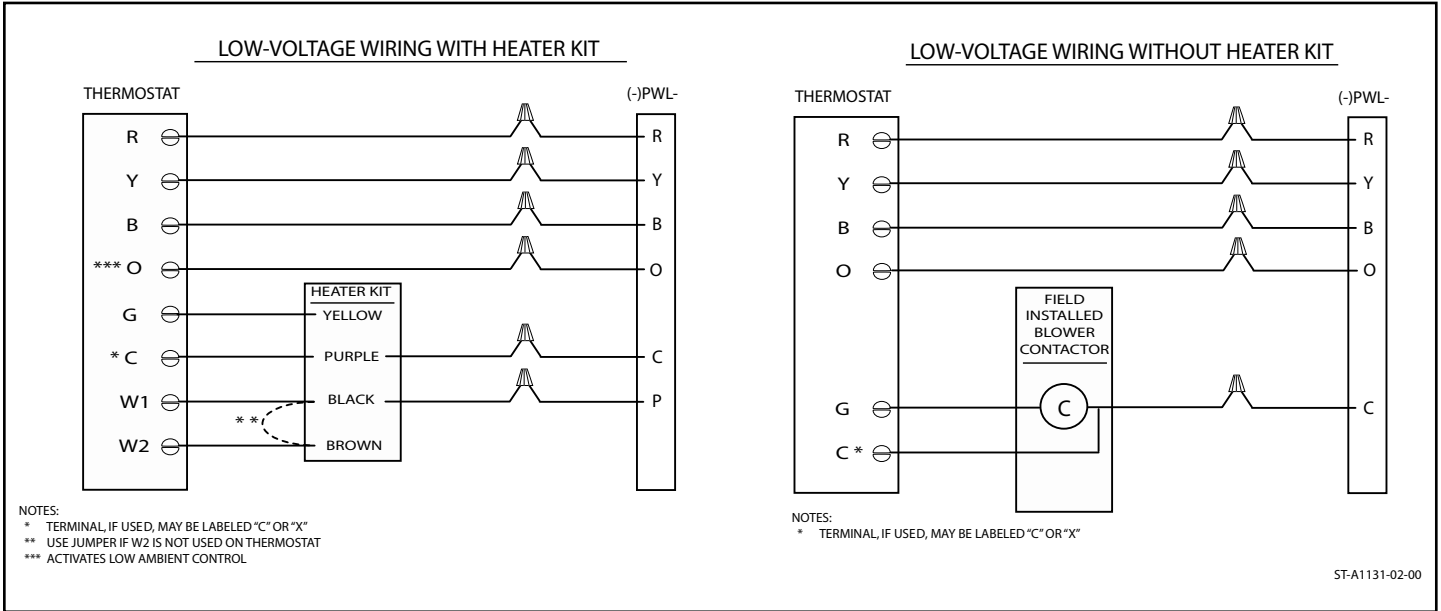 LOW-VOLTAGE WIRING WITH HEATER KIT
THERMOSTAT
(-)PWL-
R
R
Y
Y
B
B
*** O
O
HEATER KIT
G
YELLOW
* C
PURPLE
C
W1
BLACK
P
* *
W2
BROWN
NOTES:
* TERMINAL, IF USED, MAY BE LABELED “C” OR “X”
** USE JUMPER IF W2 IS NOT USED ON THERMOSTAT
*** ACTIVATES LOW AMBIENT CONTROL
LOW-VOLTAGE WIRING WITHOUT HEATER KIT
THERMOSTAT
(-)PWL-
R
R
Y
Y
B
B
O
O
FIELD
INSTALLED
BLOWER
CONTACTOR
G
C
C
C *
NOTES:
* TERMINAL, IF USED, MAY BE LABELED “C” OR “X”
ST-A1131-02-00